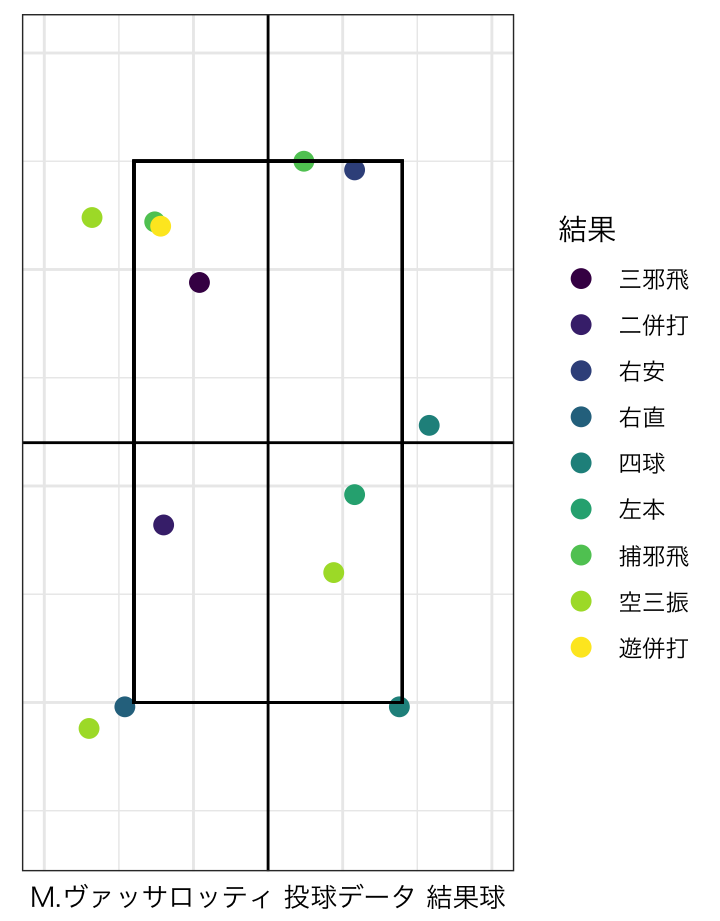 結果
三邪飛
二併打
右安
右直
四球
左本
捕邪飛
空三振
遊併打
M.ヴァッサロッティ 投球データ 結果球